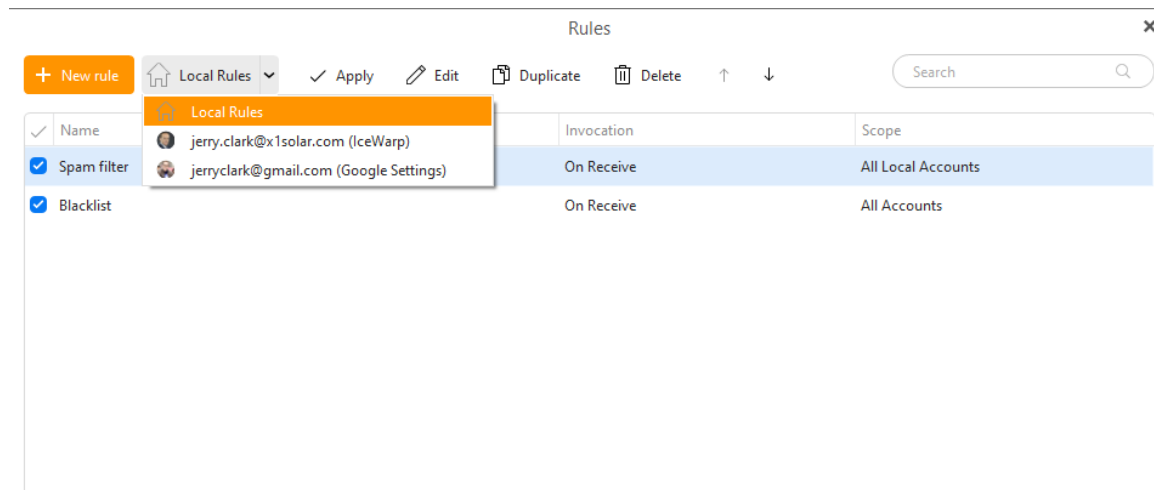 Rules
New rule Local Rules Apply Edit Duplicate Delete Search
Local Rules
Name Invocation Scope
jerry.clark@x1solar.com (IceWarp)
Spam filter On Receive All Local Accounts
jerryclark@gmail.com (Google Settings)
Blacklist On Receive All Accounts